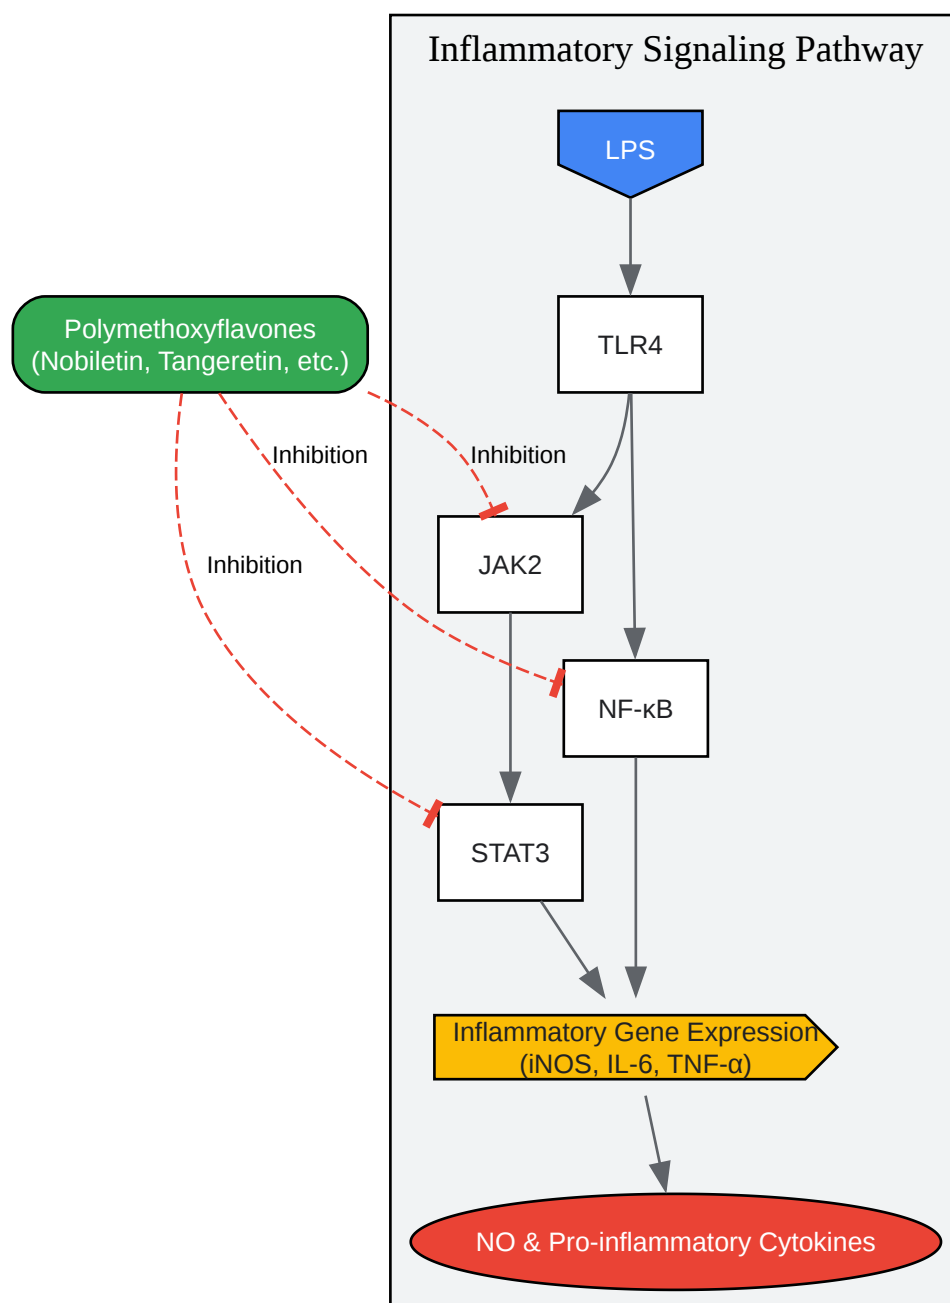 Inflammatory Signaling Pathway
LPS
Polymethoxyflavones
(Nobiletin, Tangeretin, etc.)
TLR4
Inhibition
Inhibition
Inhibition
JAK2
NF-κB
STAT3
Inflammatory Gene Expression
(iNOS, IL-6, TNF-α)
NO & Pro-inflammatory Cytokines